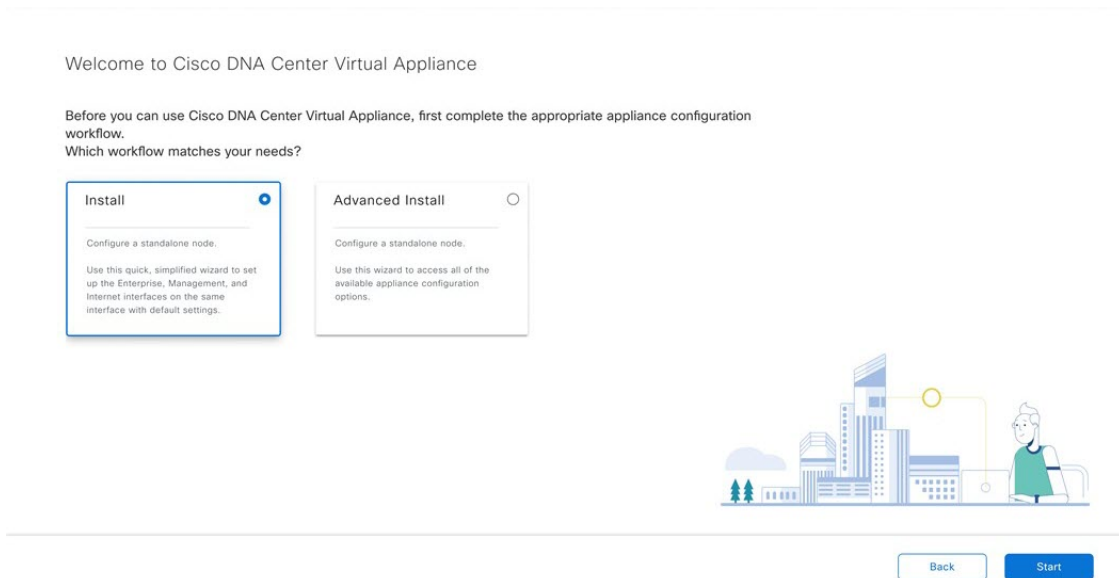 Welcome to Cisco DNA Center Virtual Appliance
Before you can use Cisco DNA Center Virtual Appliance, first complete the appropriate appliance configuration
workflow.
Which workflow matches your needs?
Install
Configure a standalone node.
Use this quick, simplified wizard to set
up the Enterprise, Management, and
Internet interfaces on the same
interface with default settings.
Advanced Install
Configure a standalone node.
Use this wizard to access all of the
available appliance configuration
options.
Back
Start